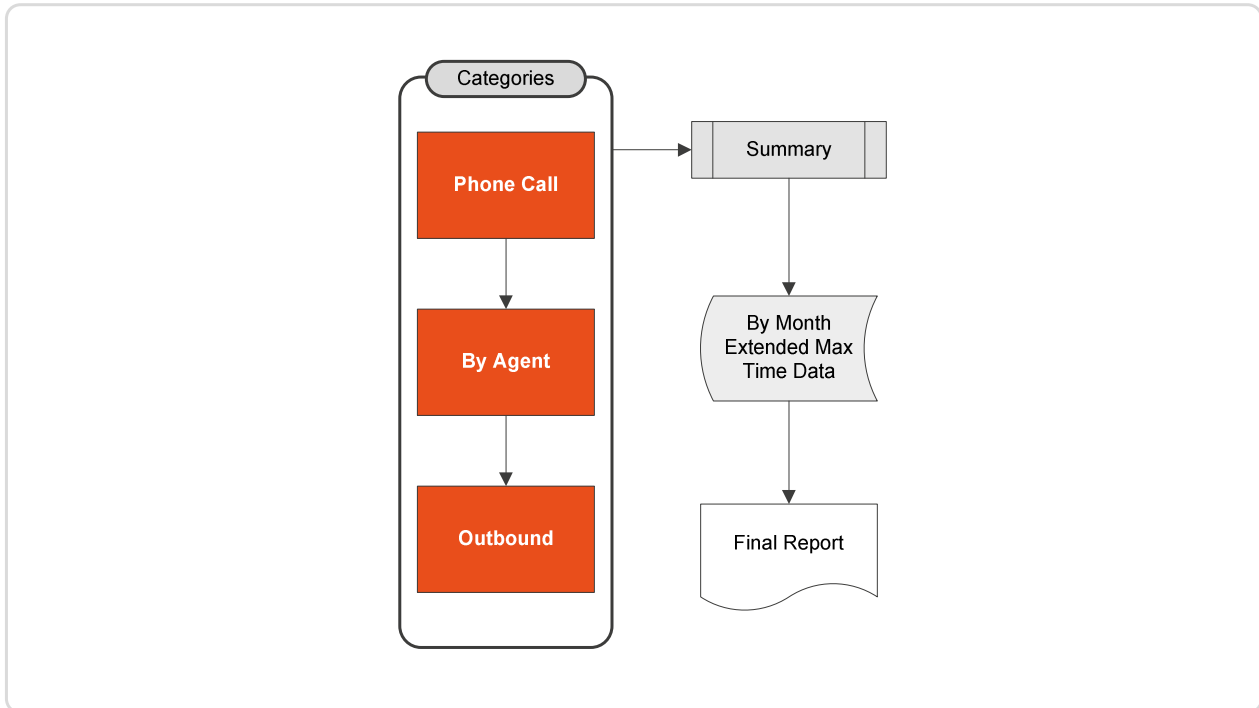 Categories
Phone Call
By Agent
Outbound
Summary
By Month
Extended Max
Time Data
Final Report